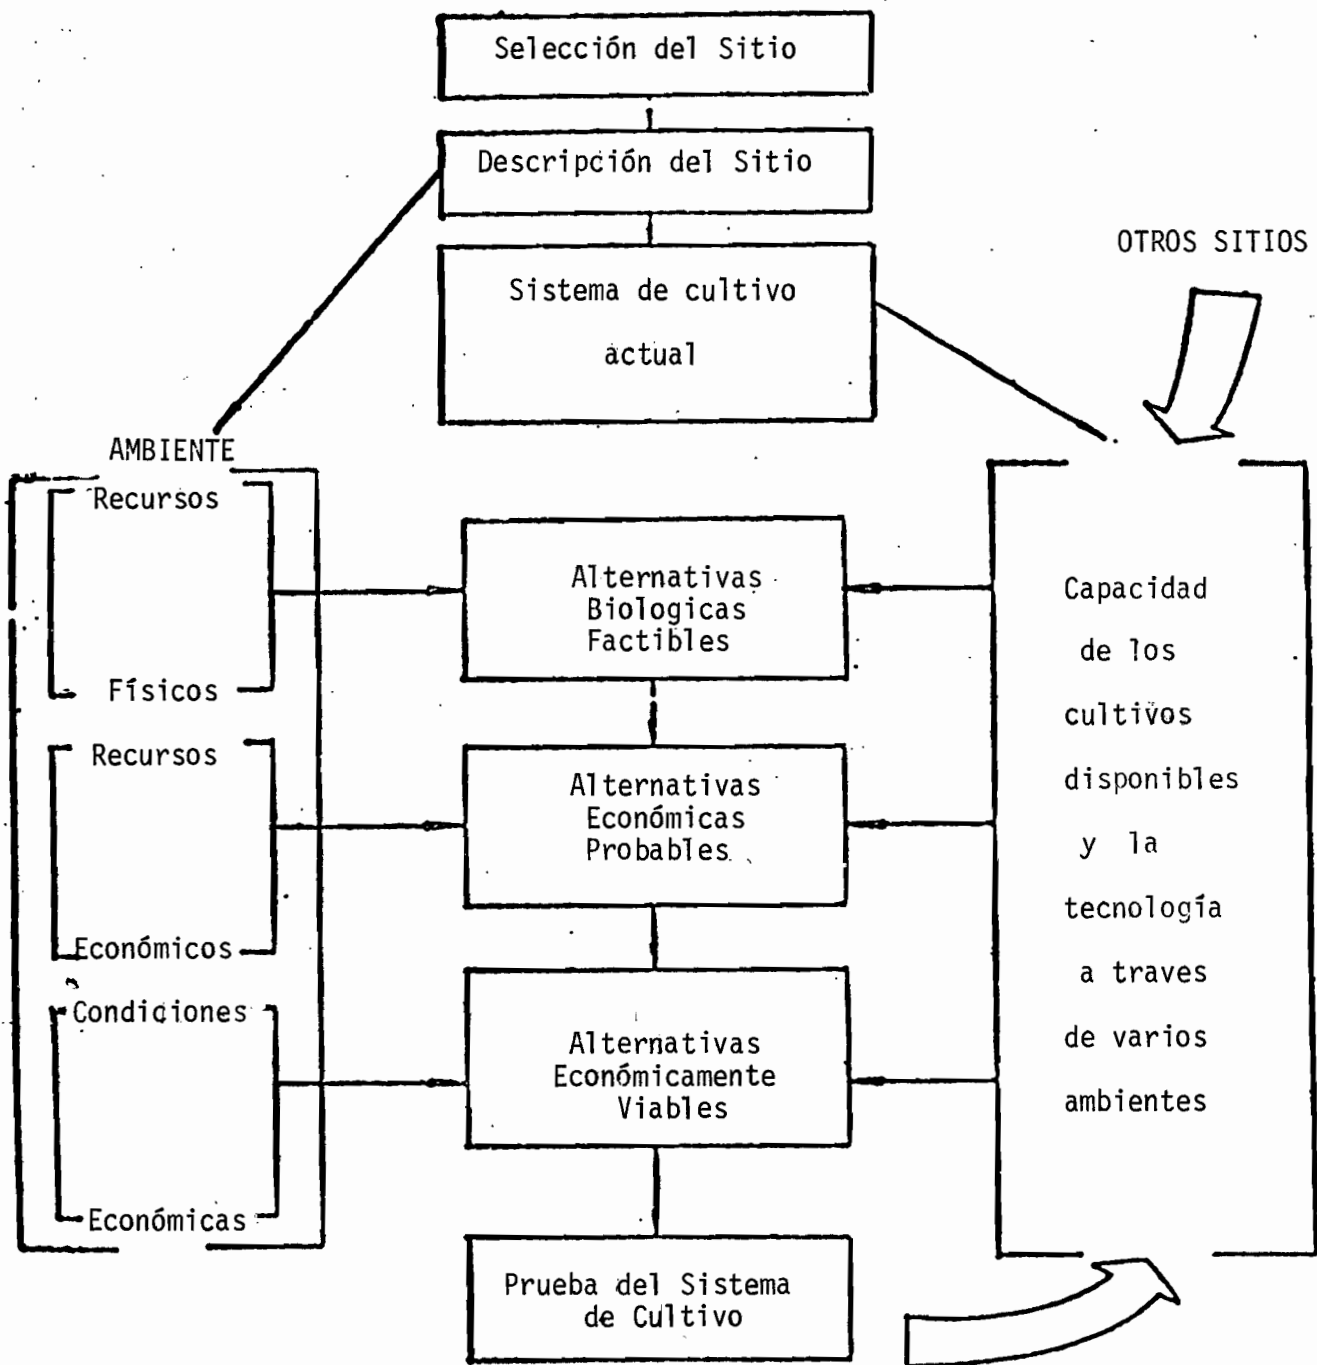 Selección del Sitio
Descripción del Sitio
Sistema de cultivo
actual
OTROS SITIOS
AMBIENTE
Recursos
Físicos
Recursos
Económicos
Condiciones
Económicas
Alternativas
Biologicas
Factibles
Alternativas
Económicas
Probables
Alternativas
Económicamente
Viables
Prueba del Sistema
de Cultivo
Capacidad
de los
cultivos
disponibles
y la
tecnología
a traves
de varios
ambientes